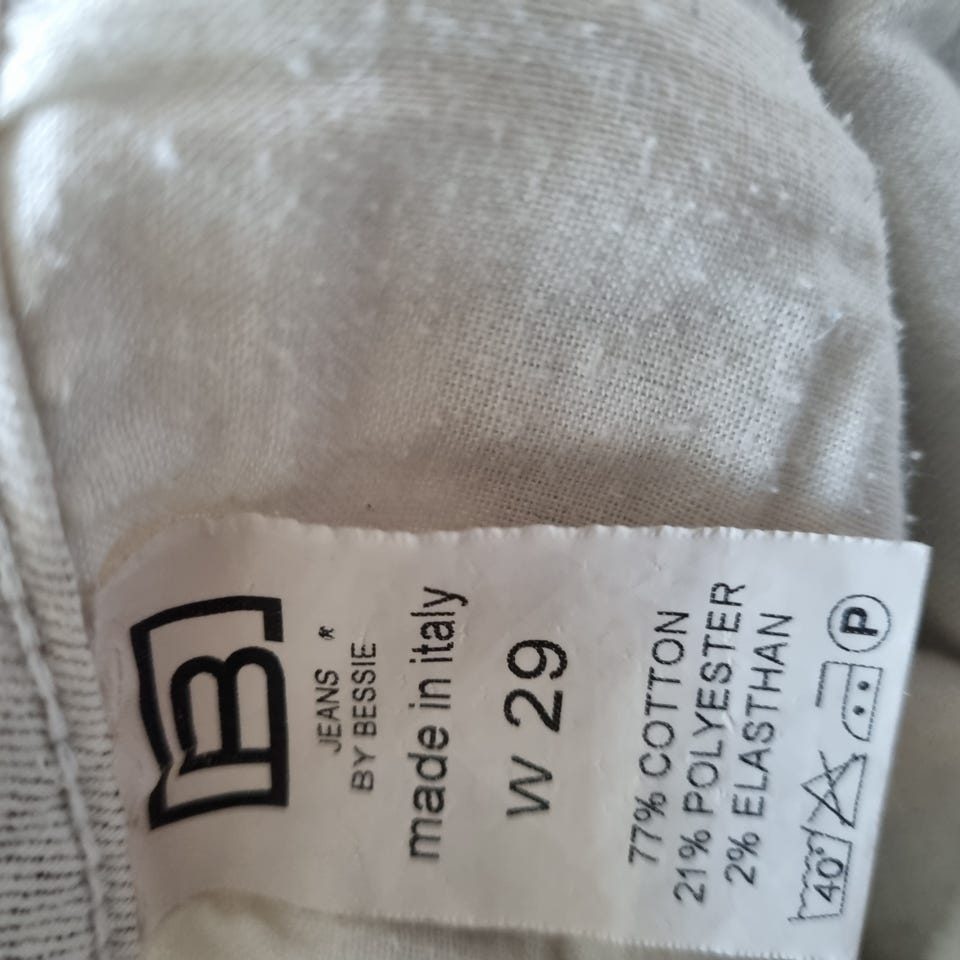 B
JEANS ®
BY BESSIE
made in italy
W 29
77% COTTON
21% POLYESTER
2% ELASTHAN
40° P